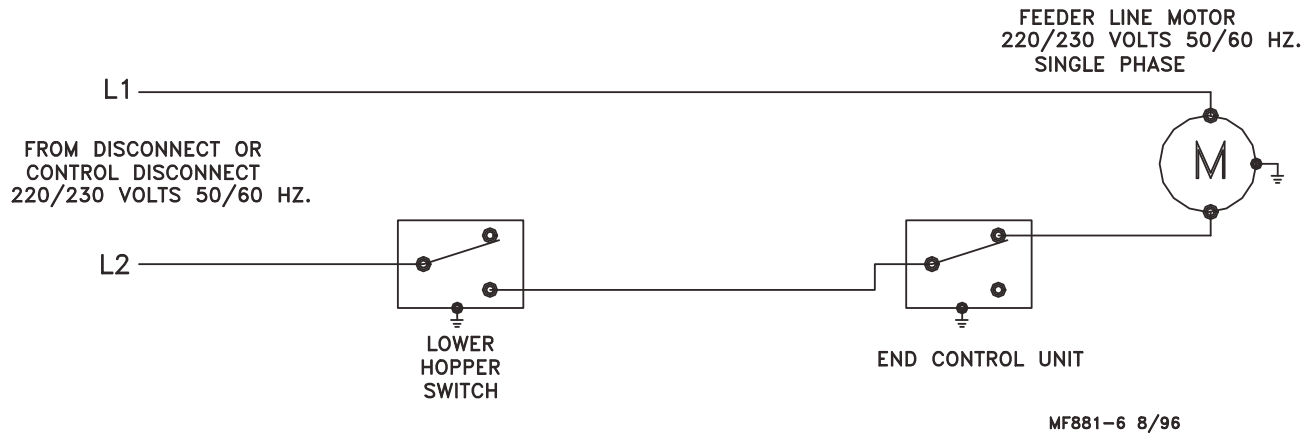 FEEDER LINE MOTOR
220/230 VOLTS 50/60 HZ.
SINGLE PHASE
L1
FROM DISCONNECT OR
CONTROL DISCONNECT
220/230 VOLTS 50/60 HZ.
M
L2
LOWER
HOPPER
SWITCH
END CONTROL UNIT
MF881-6 8/96